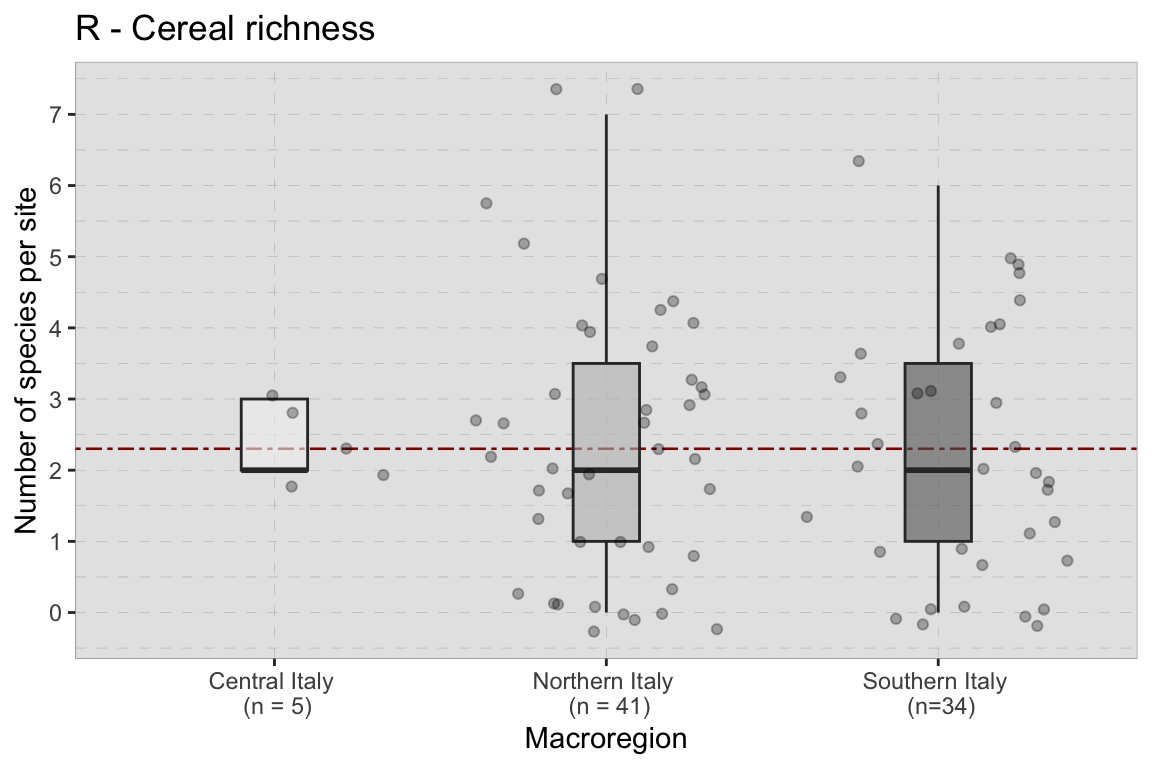 R - Cereal richness
Number of species per site
7
6
5
4
3
2
1
0
Central Italy
(n = 5)
Northern Italy
(n = 41)
Southern Italy
(n=34)
Macroregion